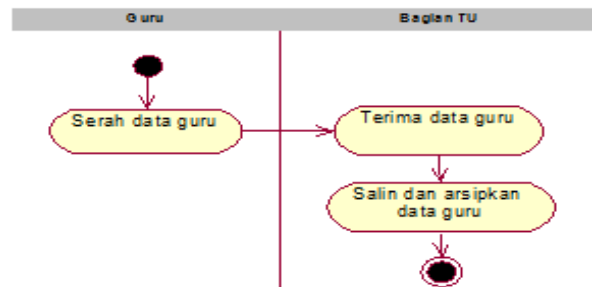 Guru
Bagian TU
Serah data guru
Terima data guru
Salin dan arsipkan
data guru